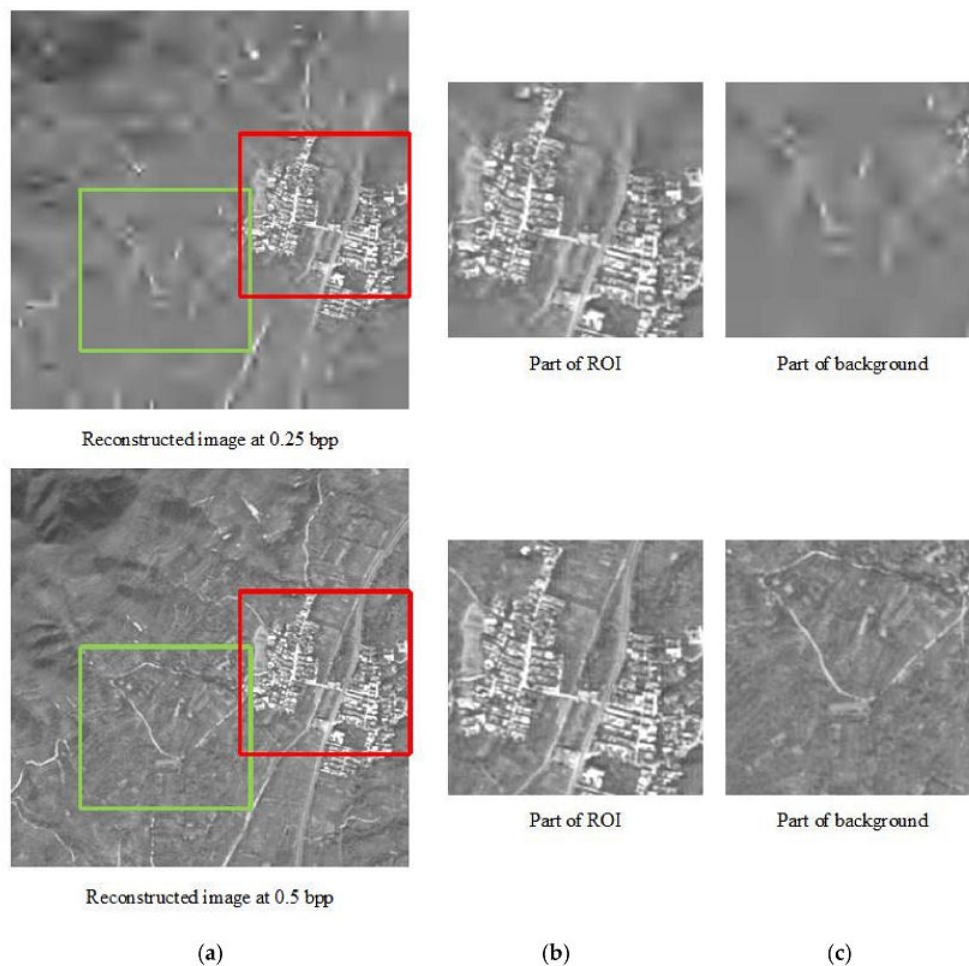 Part of ROI
Part of background
Reconstructed image at 0.25 bpp
Part of ROI
Part of background
Reconstructed image at 0.5 bpp
(a)
(b)
(c)